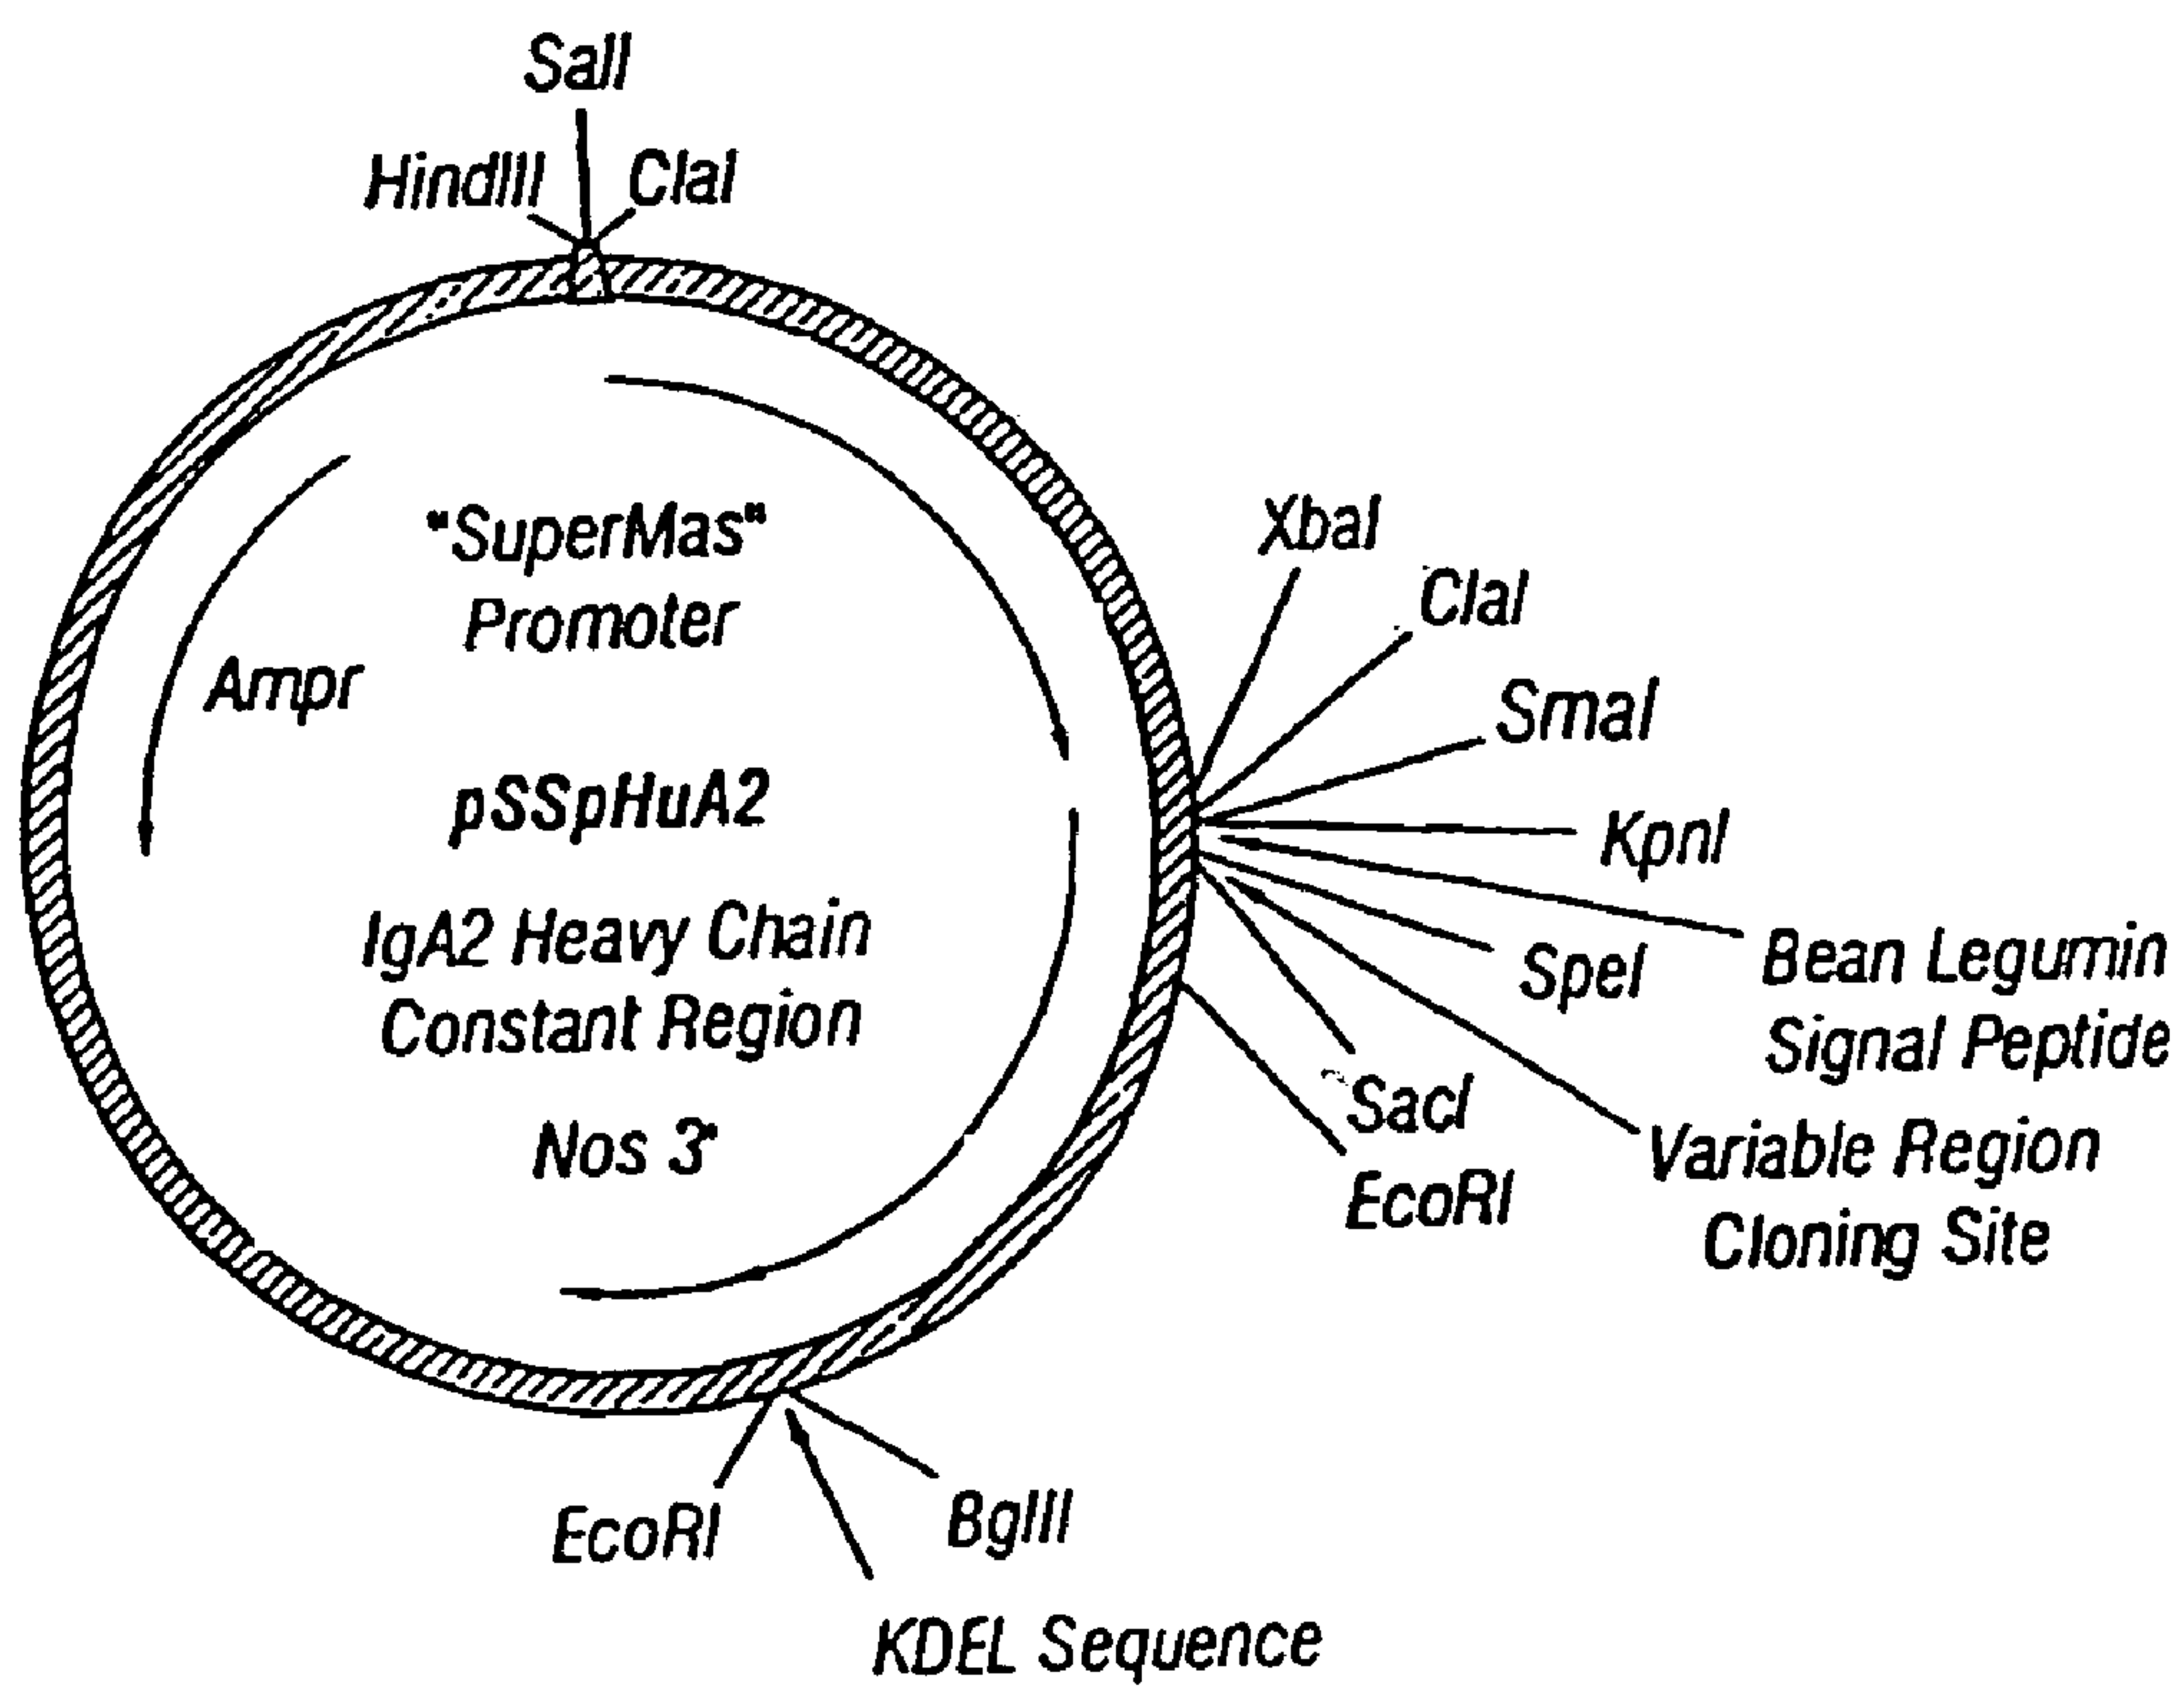 SalI
HindIII
ClaI
"SuperMas"
Promoter
XbaI
ClaI
SmaI
Ampr
pSSpHuA2
KpnI
IgA2 Heavy Chain
Constant Region
SpeI
Bean Legumin
Signal Peptide
SacI
Nos 3'
Variable Region
Cloning Site
EcoRI
EcoRI
BglII
KDEL Sequence